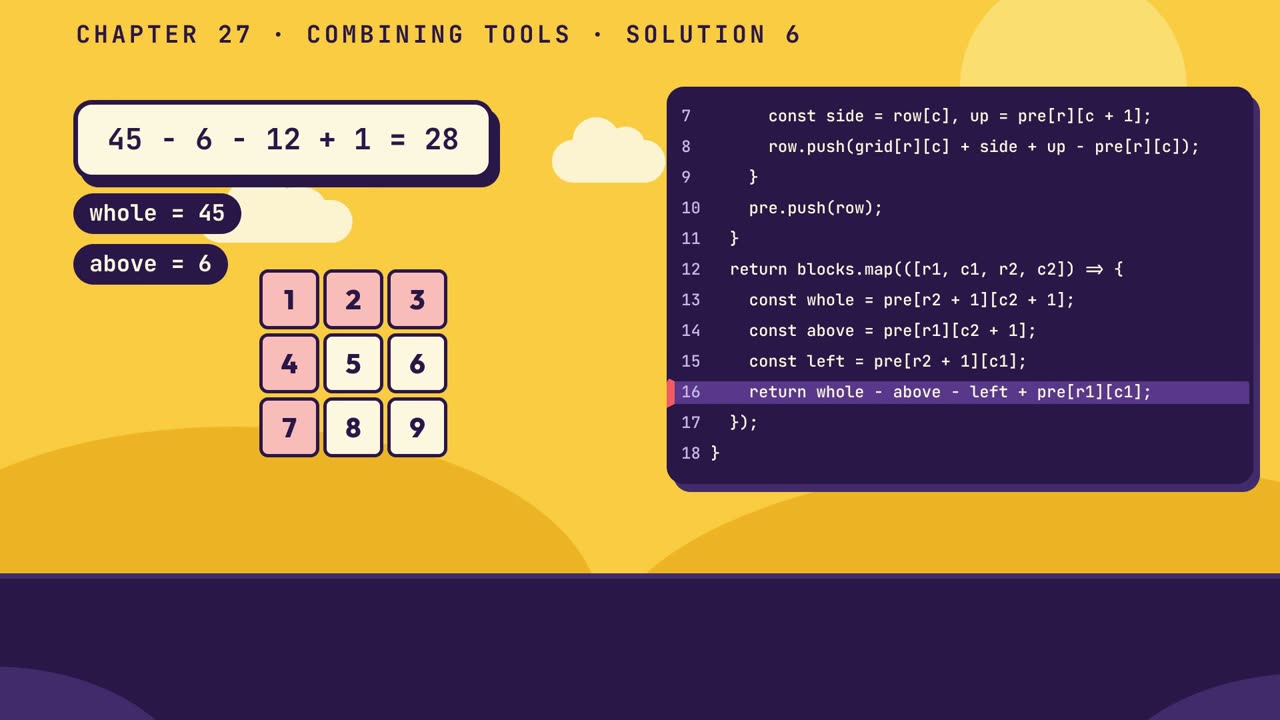 CHAPTER 27 · COMBINING TOOLS · SOLUTION 6
45 - 6 - 12 + 1 = 28
whole = 45
above = 6
1 2 3
4 5 6
7 8 9
7 const side = row[c], up = pre[r][c + 1];
8 row.push(grid[r][c] + side + up - pre[r][c]);
9 }
10 pre.push(row);
11 }
12 return blocks.map(([r1, c1, r2, c2]) => {
13 const whole = pre[r2 + 1][c2 + 1];
14 const above = pre[r1][c2 + 1];
15 const left = pre[r2 + 1][c1];
16 return whole - above - left + pre[r1][c1];
17 });
18 }